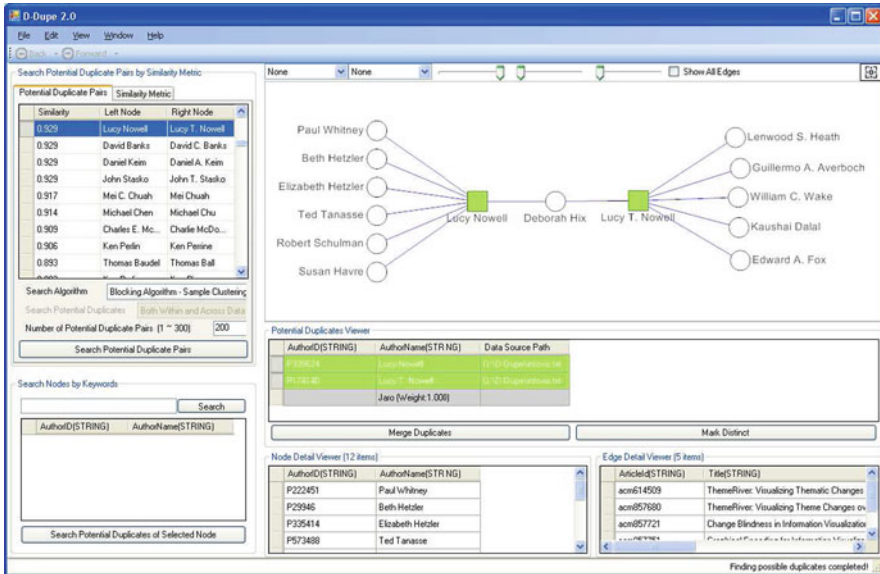 D-Dupe 2.0
File Edit View Window Help
Back Forward
Search Potential Duplicate Pairs by Similarity Metric
Potential Duplicate Pairs Similarity Metric
Similarity Left Node Right Node
0.929 Lucy Nowell Lucy T. Nowell
0.929 David Banks David C. Banks
0.929 Daniel Keim Daniel A. Keim
0.929 John Stasko John T. Stasko
0.917 Mei C. Chuah Mei Chuah
0.914 Michael Chen Michael Chu
0.909 Charles E. Mc... Charlie McDo...
0.906 Ken Perlin Ken Perrine
0.893 Thomas Baudel Thomas Ball
Search Algorithm Blocking Algorithm - Sample Clustering
Search Potential Duplicates Both Within and Across Data
Number of Potential Duplicate Pairs (1 ~ 300) 200
Search Potential Duplicate Pairs
Search Nodes by Keywords
Search
AuthorID(STRING) AuthorName(STRING)
Search Potential Duplicates of Selected Node
None None Show All Edges
Paul Whitney
Beth Hetzler
Elizabeth Hetzler
Ted Tanasse
Robert Schulman
Susan Havre
Lucy Nowell
Deborah Hix
Lucy T. Nowell
Lenwood S. Heath
Guillermo A. Averboch
William C. Wake
Kaushai Dalal
Edward A. Fox
Potential Duplicates Viewer
AuthorID(STRING) AuthorName(STRING) Data Source Path
Lucy Nowell
Lucy T. Nowell
Jaro (Weight:1.000)
Merge Duplicates Mark Distinct
Node Detail Viewer (12 items)
AuthorID(STRING) AuthorName(STRING)
P222451 Paul Whitney
P29946 Beth Hetzler
P335414 Elizabeth Hetzler
P573488 Ted Tanasse
Edge Detail Viewer (5 items)
ArticleId(STRING) Title(STRING)
acm614509 ThemeRiver: Visualizing Thematic Changes
acm857680 ThemeRiver: Visualizing Theme Changes ov
acm857721 Change Blindness in Information Visualization
Finding possible duplicates completed!